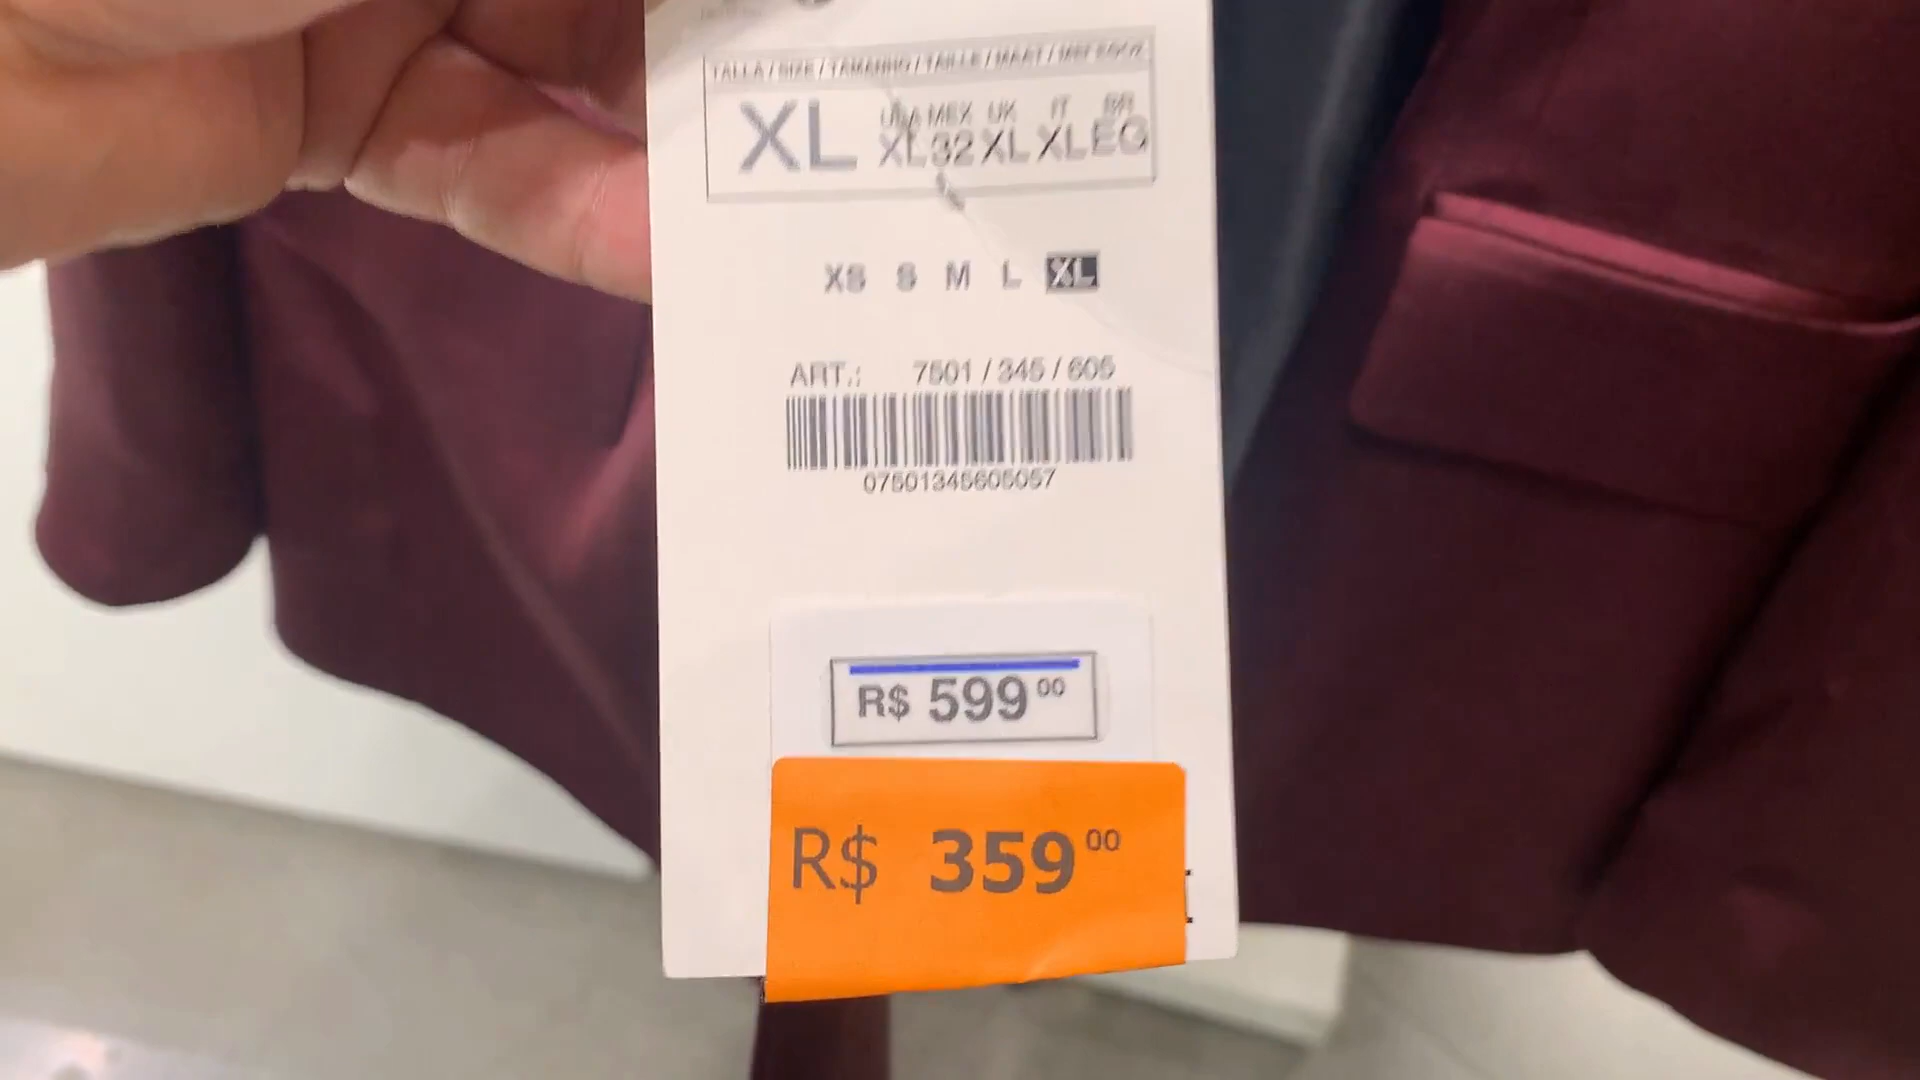 TALLA / SIZE / TAMANHO / TAILLE / MAAT /
XL
USA MEX UK IT BR
XL 32 XL XL EG
XS S M L XL
ART.: 7501 / 345 / 605
07501345605057
R$ 599 00
R$ 359 00